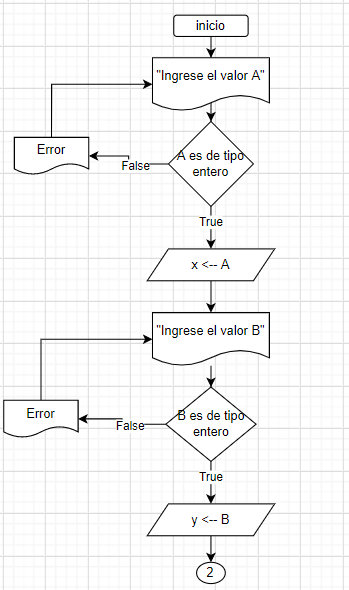 inicio
"Ingrese el valor A"
Error
False
A es de tipo
entero
True
x <-- A
"Ingrese el valor B"
Error
False
B es de tipo
entero
True
y <-- B
2